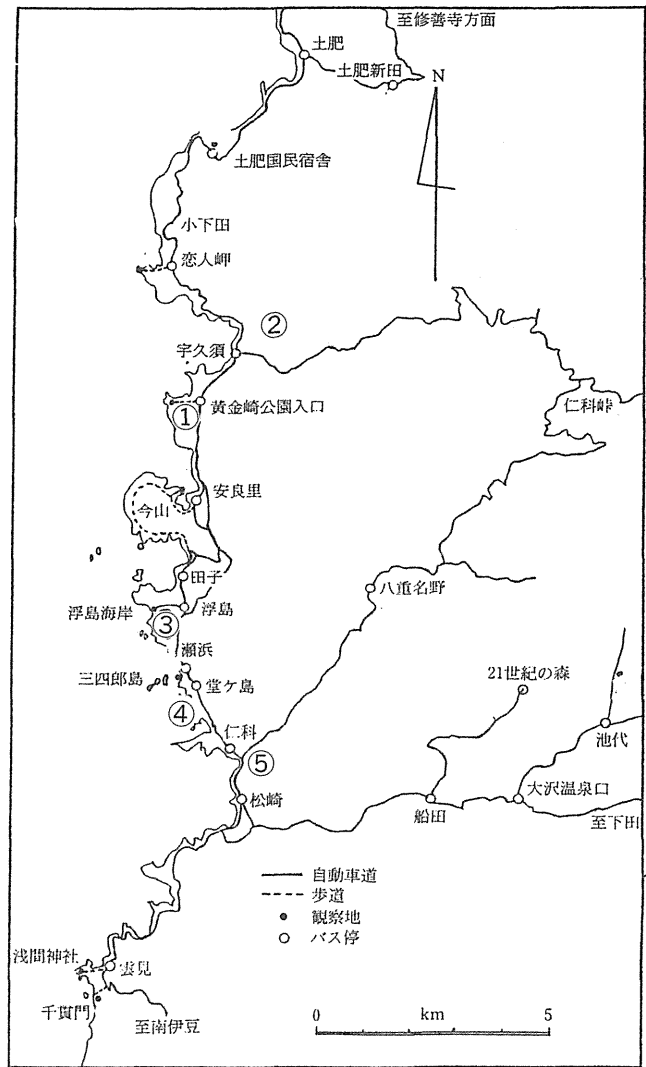 至修善寺方面
土肥
土肥新田
N
土肥国民宿舎
小下田
恋人岬
②
宇久須
①
黄金崎公園入口
仁科峠
安良里
今山
田子
八重名野
浮島海岸
浮島
③
瀬浜
21世紀の森
三四郎島
堂ケ島
④
仁科
池代
⑤
松崎
船田
大沢温泉口
至下田
自動車道
歩道
観察地
バス停
浅間神社
雲見
千貫門
至南伊豆
0 km 5